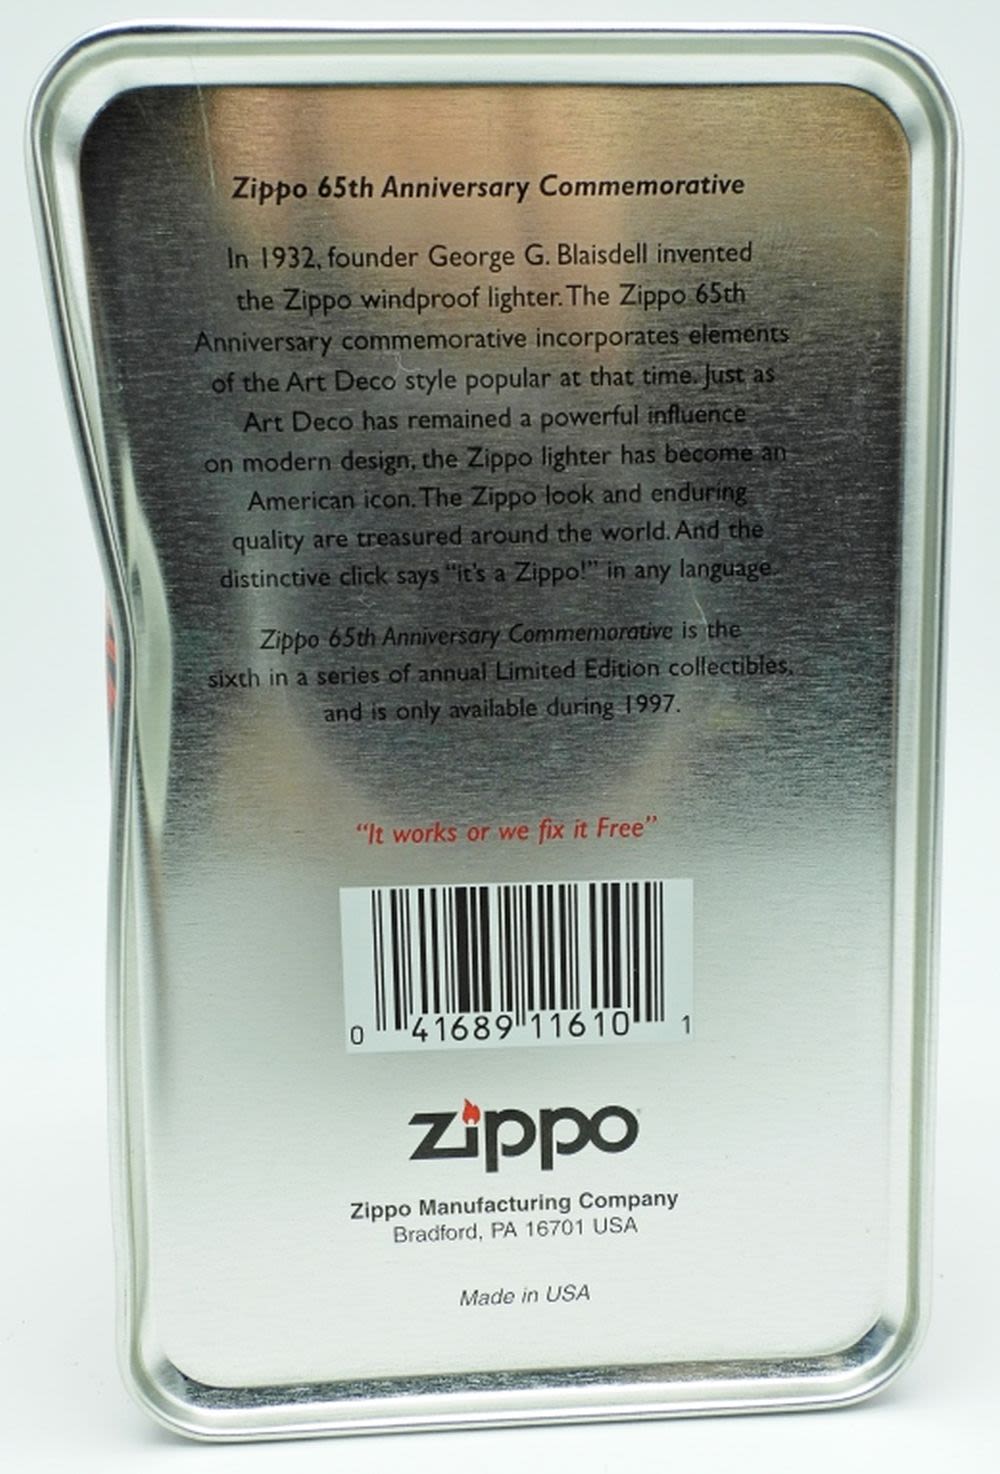 Zippo 65th Anniversary Commemorative
In 1932, founder George G. Blaisdell invented
the Zippo windproof lighter. The Zippo 65th
Anniversary commemorative incorporates elements
of the Art Deco style popular at that time. Just as
Art Deco has remained a powerful influence
on modern design, the Zippo lighter has become an
American icon. The Zippo look and enduring
quality are treasured around the world. And the
distinctive click says “it's a Zippo!” in any language.
Zippo 65th Anniversary Commemorative is the
sixth in a series of annual Limited Edition collectibles,
and is only available during 1997.
“It works or we fix it Free”
0 41689 11610 1
zippo
Zippo Manufacturing Company
Bradford, PA 16701 USA
Made in USA